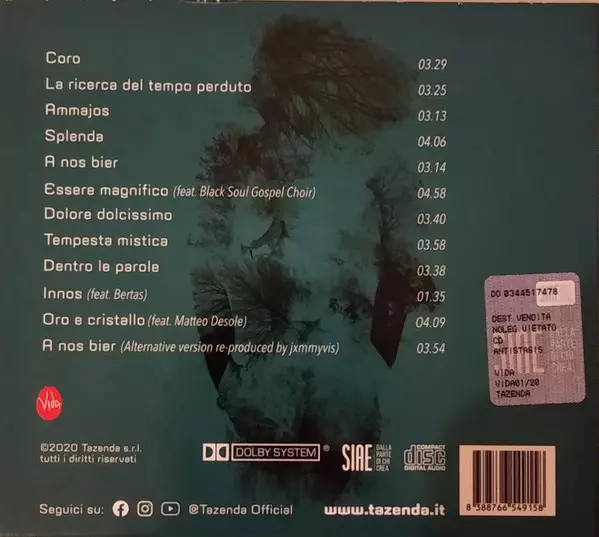 Coro 03.29
La ricerca del tempo perduto 03.25
Ammajos 03.13
Splenda 04.06
A nos bier 03.14
Essere magnifico (feat. Black Soul Gospel Choir) 04.58
Dolore dolcissimo 03.40
Tempesta mistica 03.58
Dentro le parole 03.38
Innos (feat. Bertas) 01.35
Oro e cristallo (feat. Matteo Desole) 04.09
A nos bier (Alternative version re-produced by jxmmyvis) 03.54
DO 0344517478
DEST VENDITA
NOLEG VIETATO
CD
ANTISTASIS
VIDA
VIDA01/20
TAZENDA
Vida
©2020 Tazenda s.r.l.
tutti i diritti riservati
DOLBY SYSTEM ®
SIAE DALLA
PARTE
DI CHI
CREA
COMPACT
disc
DIGITAL AUDIO
Seguici su: @Tazenda Official
www.tazenda.it
8 388766 549158